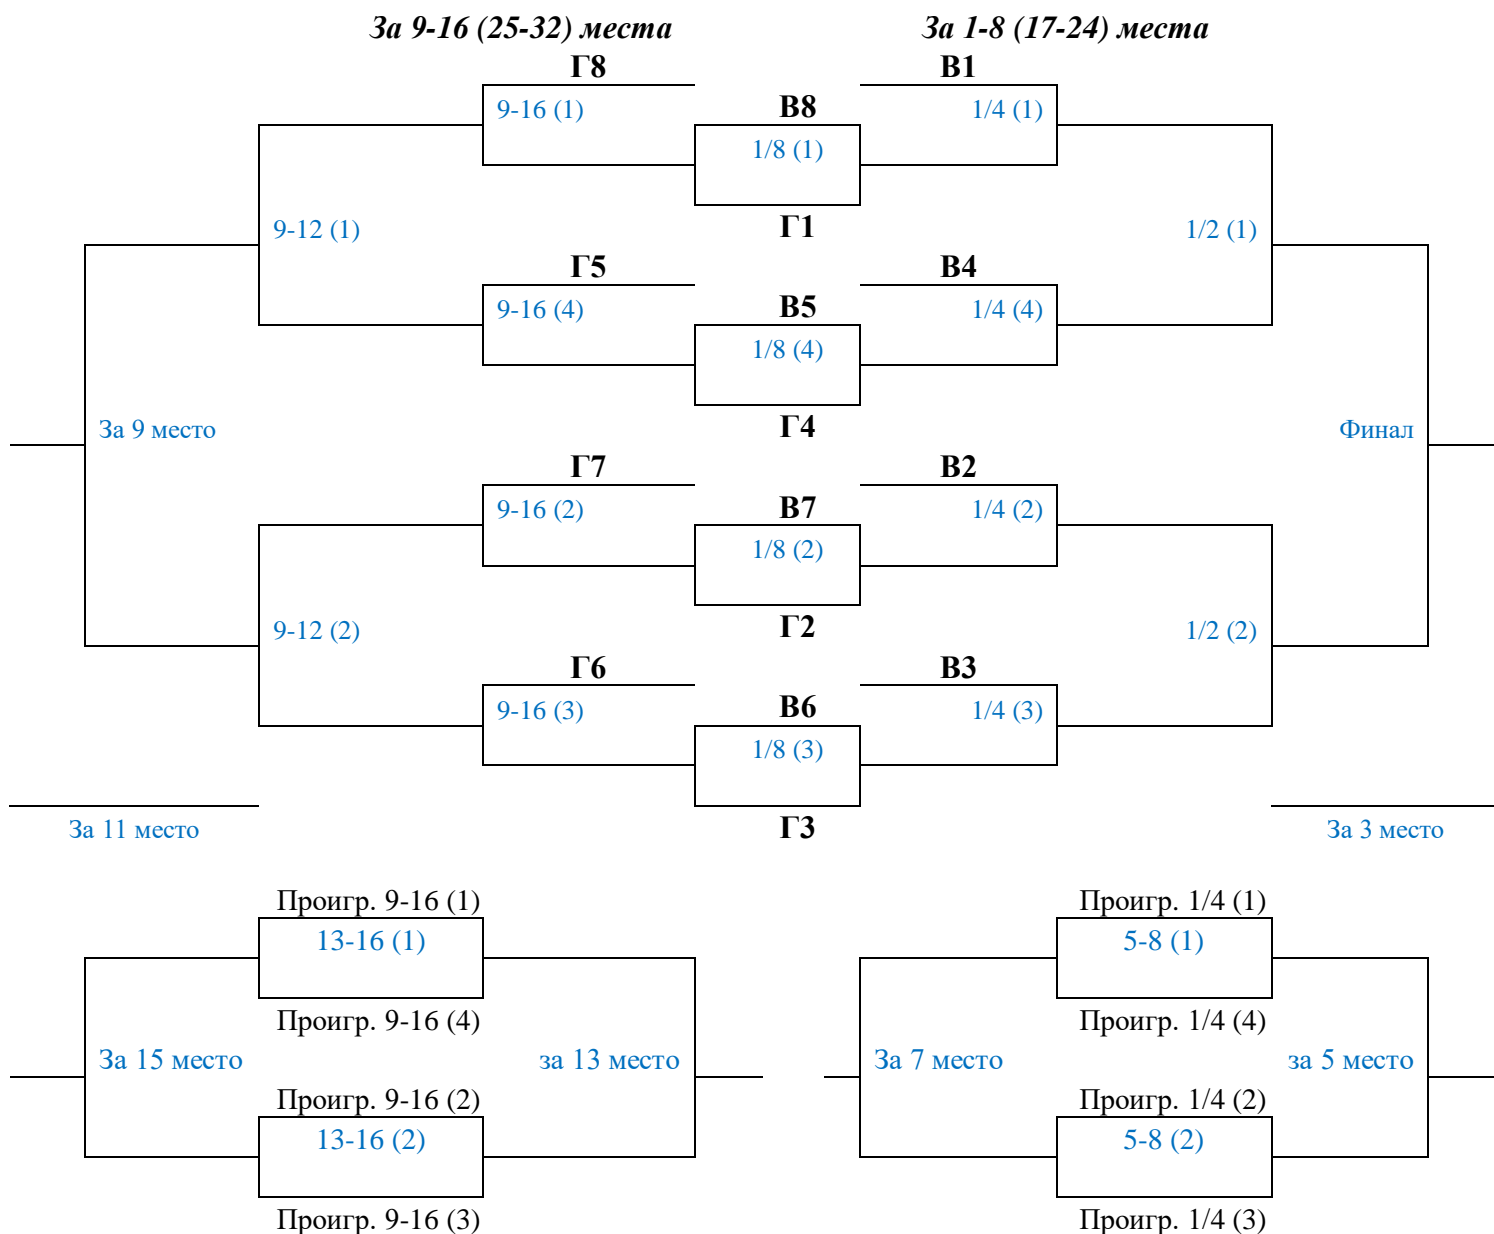 За 9-16 (25-32) места За 1-8 (17-24) места
Г8 В1
9-16 (1) В8 1/4 (1)
1/8 (1)
9-12 (1) Г1 1/2 (1)
Г5 В4
9-16 (4) В5 1/4 (4)
1/8 (4)
За 9 место Г4 Финал
Г7 В2
9-16 (2) В7 1/4 (2)
1/8 (2)
9-12 (2) Г2 1/2 (2)
Г6 В3
9-16 (3) В6 1/4 (3)
1/8 (3)
За 11 место Г3 За 3 место
Проигр. 9-16 (1) Проигр. 1/4 (1)
13-16 (1) 5-8 (1)
Проигр. 9-16 (4) Проигр. 1/4 (4)
За 15 место за 13 место За 7 место за 5 место
Проигр. 9-16 (2) Проигр. 1/4 (2)
13-16 (2) 5-8 (2)
Проигр. 9-16 (3) Проигр. 1/4 (3)